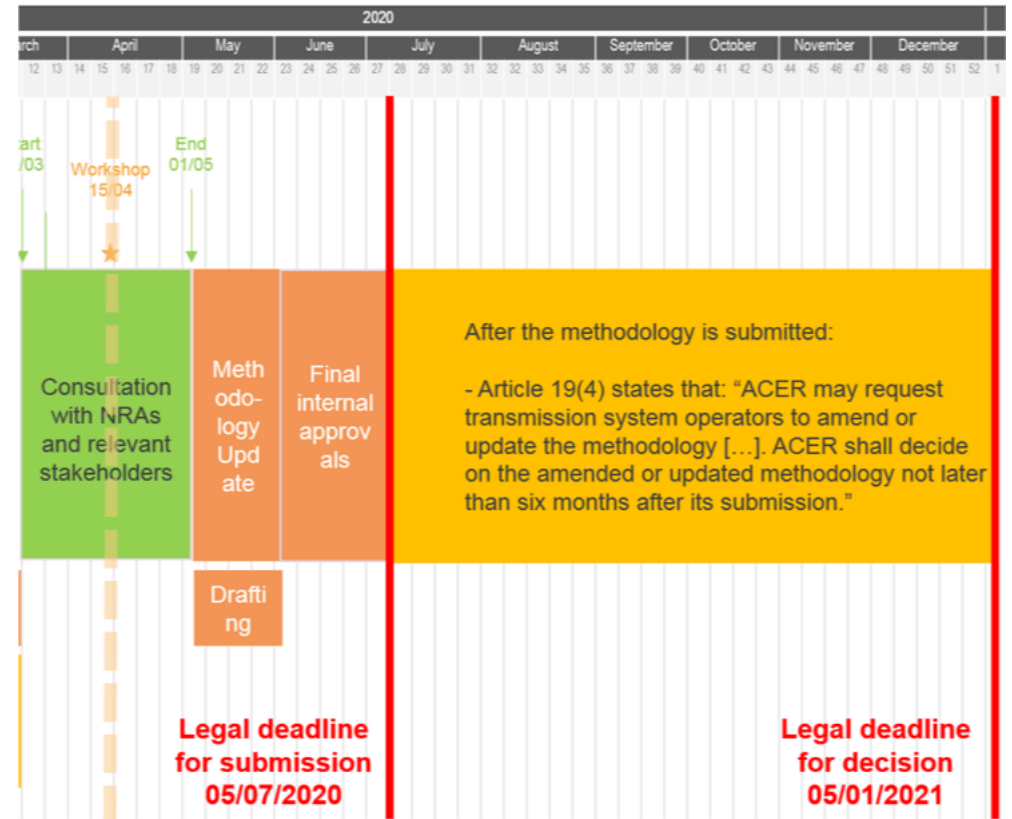 2020
rch April May June July August September October November December
12 13 14 15 16 17 18 19 20 21 22 23 24 25 26 27 28 29 30 31 32 32 33 34 35 36 37 38 39 40 41 42 43 44 45 46 47 48 49 50 51 52 1
art
/03
Workshop
15/04
End
01/05
Consultation
with NRAs
and relevant
stakeholders
Meth
odo-
logy
Upd
ate
Final
internal
approv
als
After the methodology is submitted:
- Article 19(4) states that: “ACER may request
transmission system operators to amend or
update the methodology […]. ACER shall decide
on the amended or updated methodology not later
than six months after its submission.”
Drafti
ng
Legal deadline
for submission
05/07/2020
Legal deadline
for decision
05/01/2021